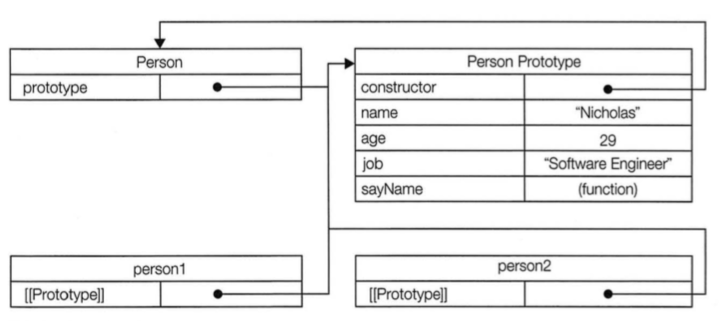 Person
prototype
Person Prototype
constructor
name "Nicholas"
age 29
job "Software Engineer"
sayName (function)
person1
[[Prototype]]
person2
[[Prototype]]